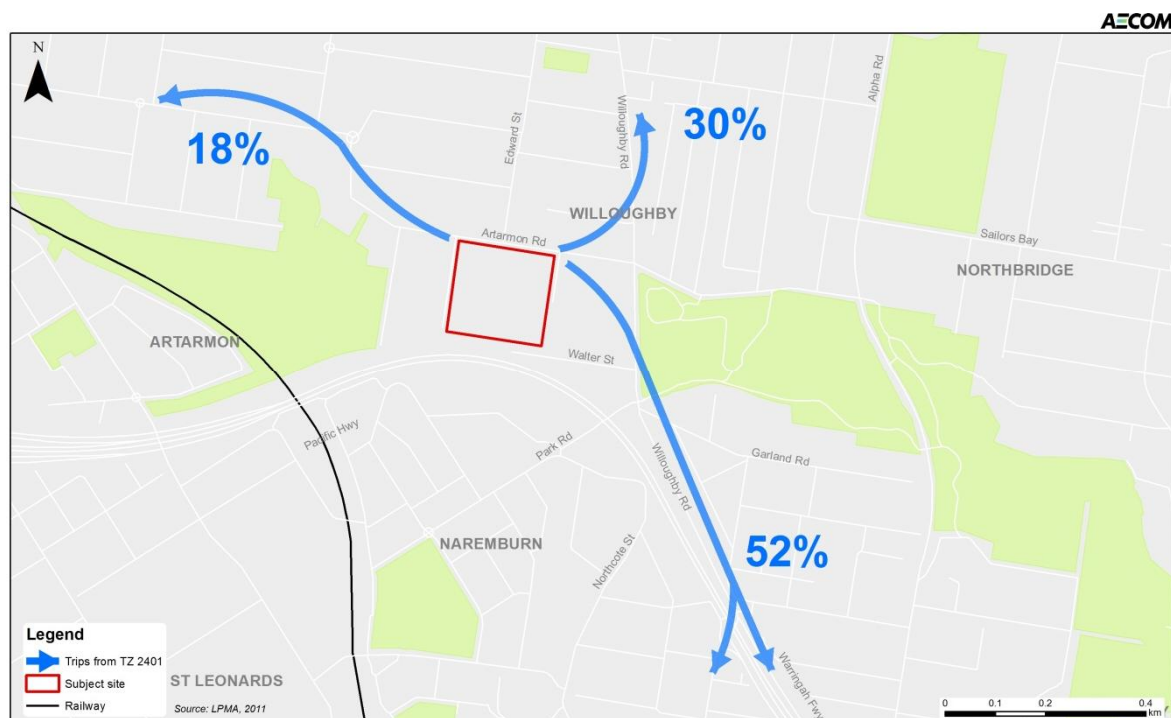 AECOM
N
Alpha Rd
Willoughby Rd
30%
18%
Edward St
WILLOUGHBY
Artarmon Rd
Sailors Bay
NORTHBRIDGE
ARTARMON
Walter St
Pacific Hwy
Park Rd
Garland Rd
Willoughby Rd
NAREMBURN
52%
Northcote St
Legend
Trips from TZ 2401
Subject site
Railway
ST LEONARDS
Source: LPMA, 2011
Warringah Fwy
0 0.1 0.2 0.4
km